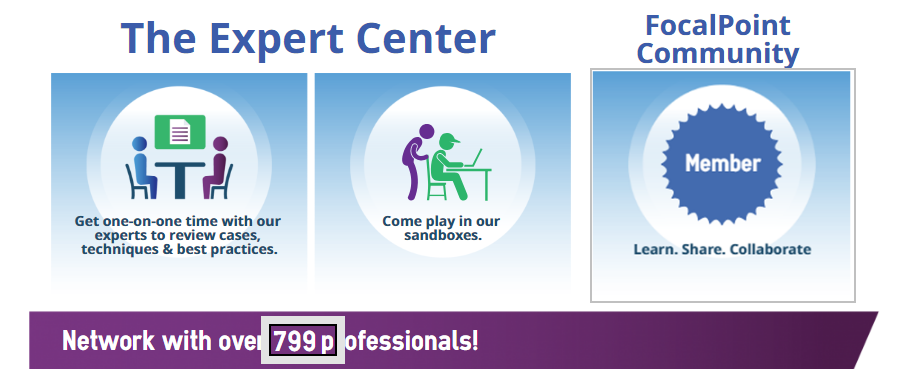 The Expert Center
FocalPoint
Community
Get one-on-one time with our
experts to review cases,
techniques & best practices.
Come play in our
sandboxes.
Member
Learn. Share. Collaborate
Network with over 799 professionals!